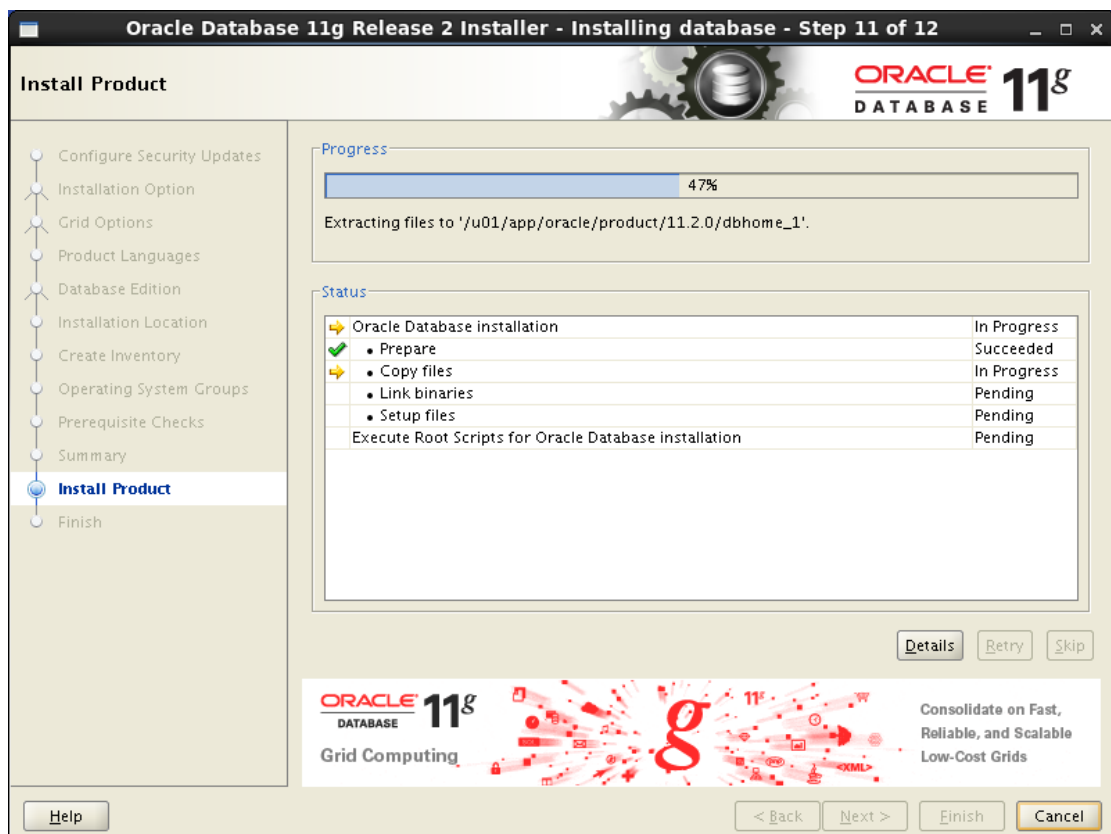 Oracle Database 11g Release 2 Installer - Installing database - Step 11 of 12
Install Product
ORACLE DATABASE 11g
Configure Security Updates
Installation Option
Grid Options
Product Languages
Database Edition
Installation Location
Create Inventory
Operating System Groups
Prerequisite Checks
Summary
Install Product
Finish
Progress
47%
Extracting files to '/u01/app/oracle/product/11.2.0/dbhome_1'.
Status
Oracle Database installation In Progress
• Prepare Succeeded
• Copy files In Progress
• Link binaries Pending
• Setup files Pending
Execute Root Scripts for Oracle Database installation Pending
Details Retry Skip
ORACLE DATABASE 11g
Grid Computing
g
11g
<XML>
Consolidate on Fast,
Reliable, and Scalable
Low-Cost Grids
Help < Back Next > Finish Cancel